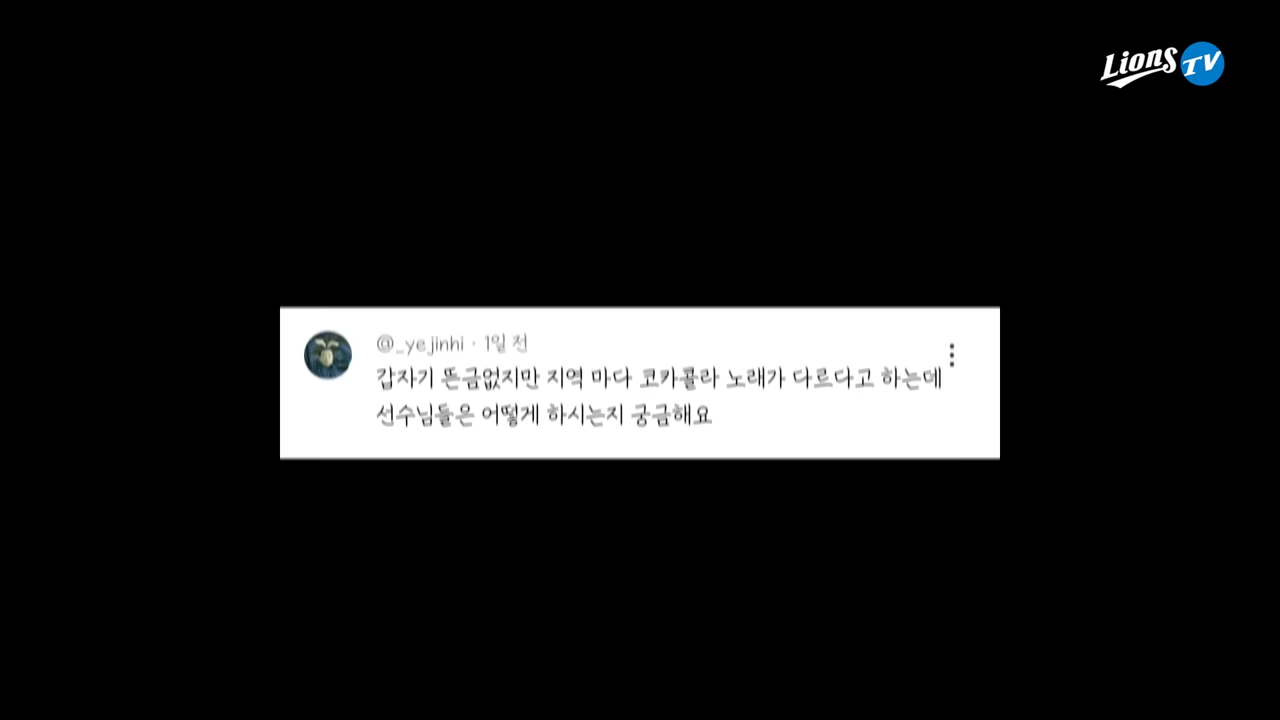 Lions TV
@_yejinhi · 1일 전
갑자기 뜬금없지만 지역 마다 코카콜라 노래가 다르다고 하는데
선수님들은 어떻게 하시는지 궁금해요